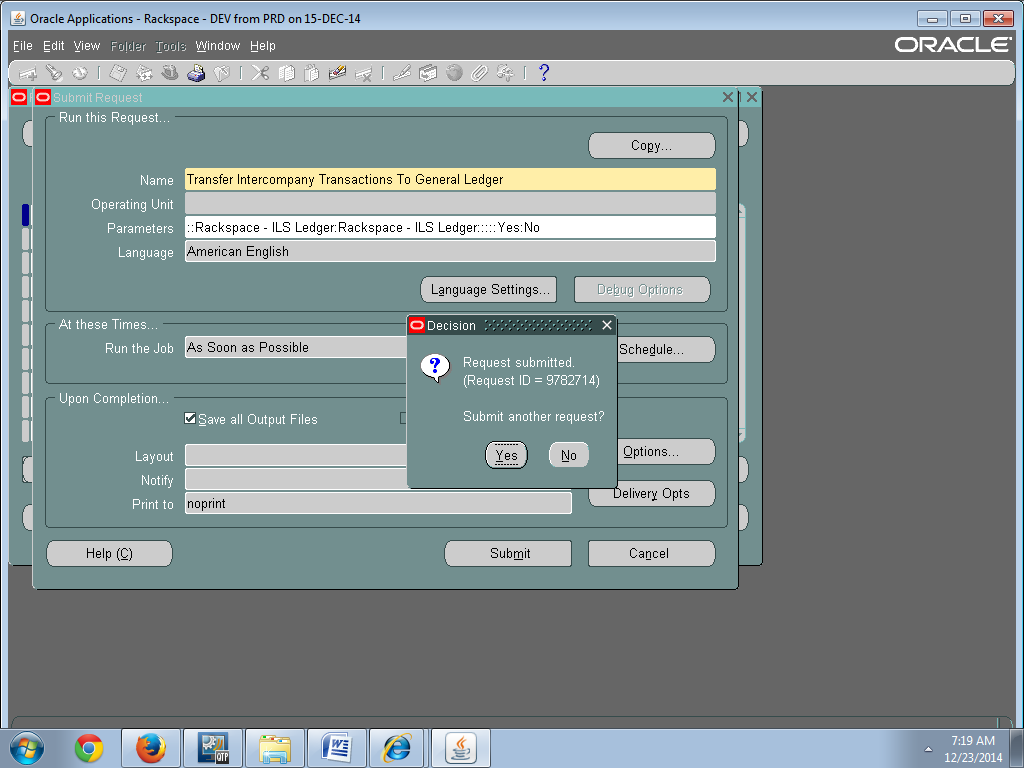 Oracle Applications - Rackspace - DEV from PRD on 15-DEC-14
File Edit View Folder Tools Window Help
ORACLE
Submit Request
Run this Request...
Copy...
Name Transfer Intercompany Transactions To General Ledger
Operating Unit
Parameters ::Rackspace - ILS Ledger:Rackspace - ILS Ledger:::::Yes:No
Language American English
Language Settings... Debug Options
At these Times...
Run the Job As Soon as Possible
Schedule...
Decision
Request submitted.
(Request ID = 9782714)
Submit another request?
Yes No
Upon Completion...
Save all Output Files
Layout
Options...
Notify
Delivery Opts
Print to noprint
Help (C) Submit Cancel
QTP
7:19 AM
12/23/2014